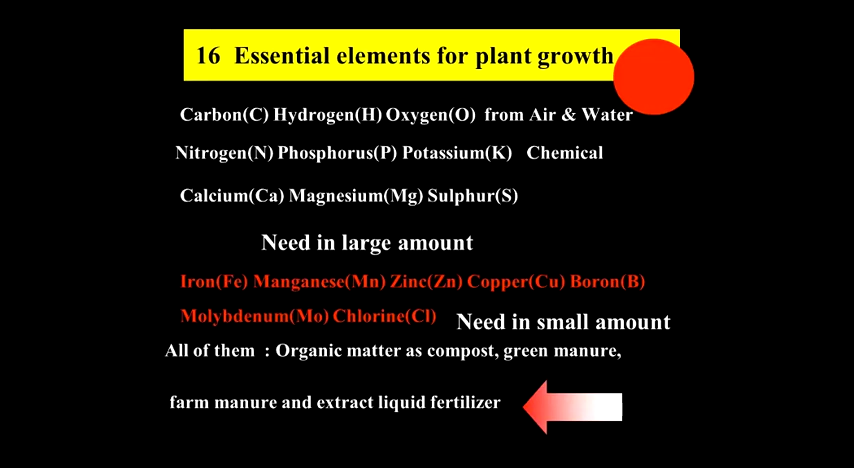 16 Essential elements for plant growth
Carbon(C) Hydrogen(H) Oxygen(O) from Air & Water
Nitrogen(N) Phosphorus(P) Potassium(K) Chemical
Calcium(Ca) Magnesium(Mg) Sulphur(S)
Need in large amount
Iron(Fe) Manganese(Mn) Zinc(Zn) Copper(Cu) Boron(B)
Molybdenum(Mo) Chlorine(Cl) Need in small amount
All of them : Organic matter as compost, green manure,
farm manure and extract liquid fertilizer